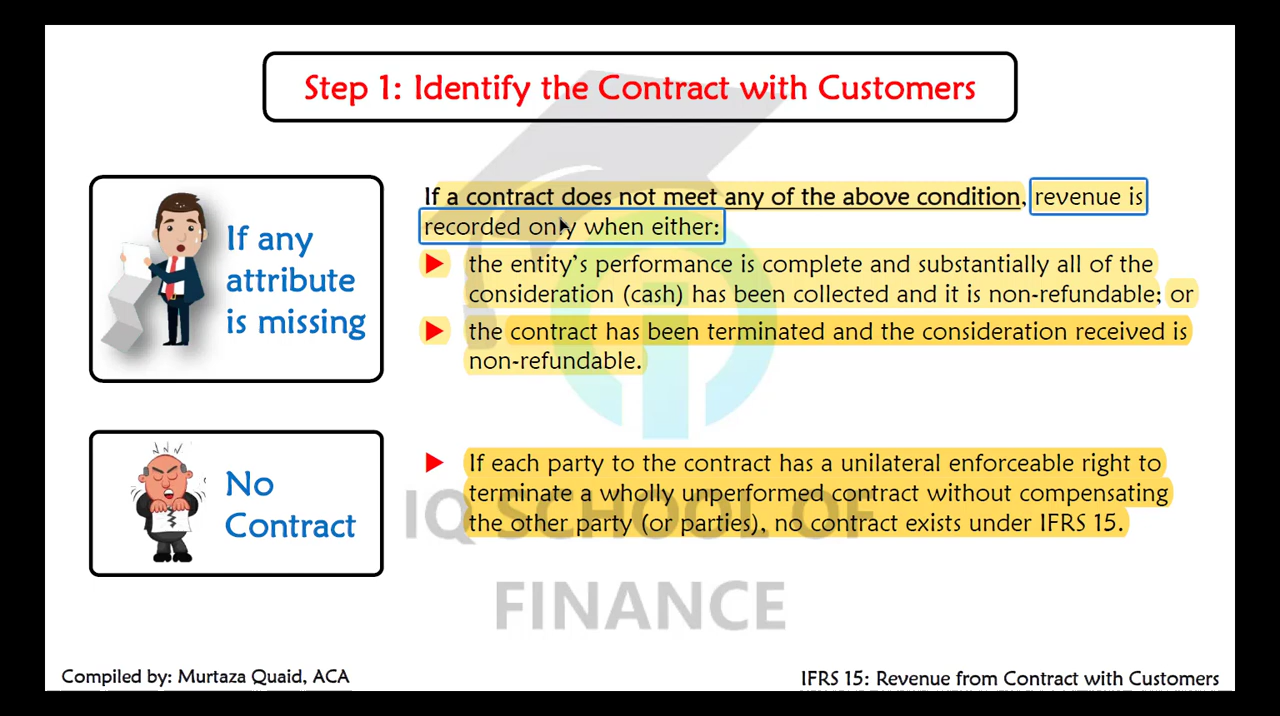 Step 1: Identify the Contract with Customers
If any
attribute
is missing
If a contract does not meet any of the above condition, revenue is
recorded only when either:
the entity's performance is complete and substantially all of the
consideration (cash) has been collected and it is non-refundable; or
the contract has been terminated and the consideration received is
non-refundable.
No
Contract
If each party to the contract has a unilateral enforceable right to
terminate a wholly unperformed contract without compensating
the other party (or parties), no contract exists under IFRS 15.
IQ SCHOOL OF
FINANCE
Compiled by: Murtaza Quaid, ACA
IFRS 15: Revenue from Contract with Customers